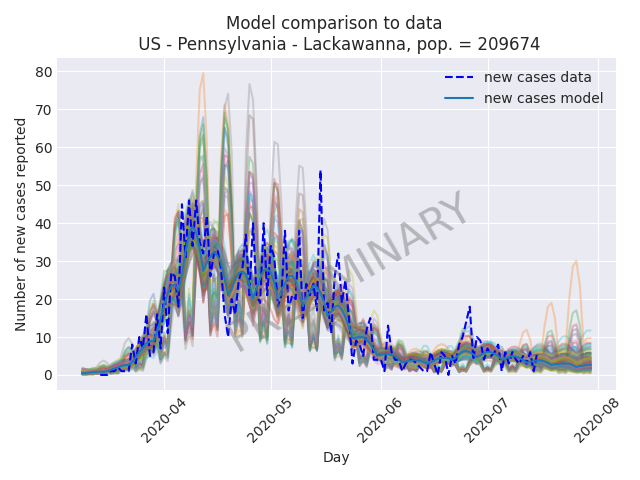 Model comparison to data
US - Pennsylvania - Lackawanna, pop. = 209674
new cases data
new cases model
Number of new cases reported
80
70
60
50
40
30
20
10
0
PRELIMINARY
2020-04
2020-05
2020-06
2020-07
2020-08
Day